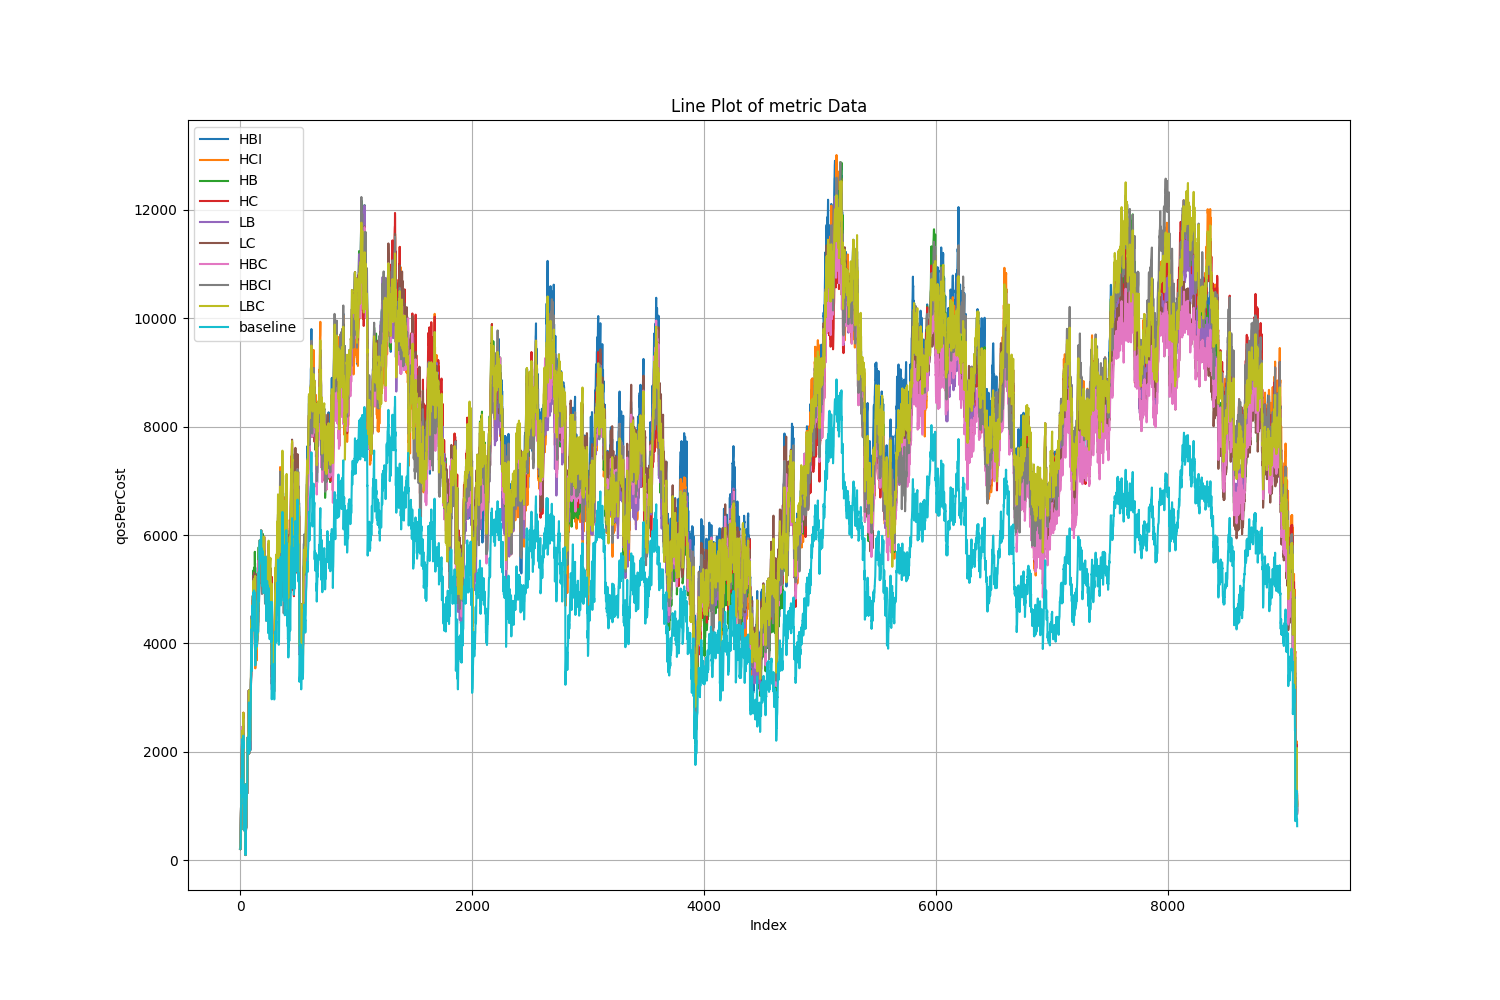 Line Plot of metric Data
HBI
HCI
HB
HC
LB
LC
HBC
HBCI
LBC
baseline
qosPerCost
12000
10000
8000
6000
4000
2000
0
0 2000 4000 6000 8000
Index